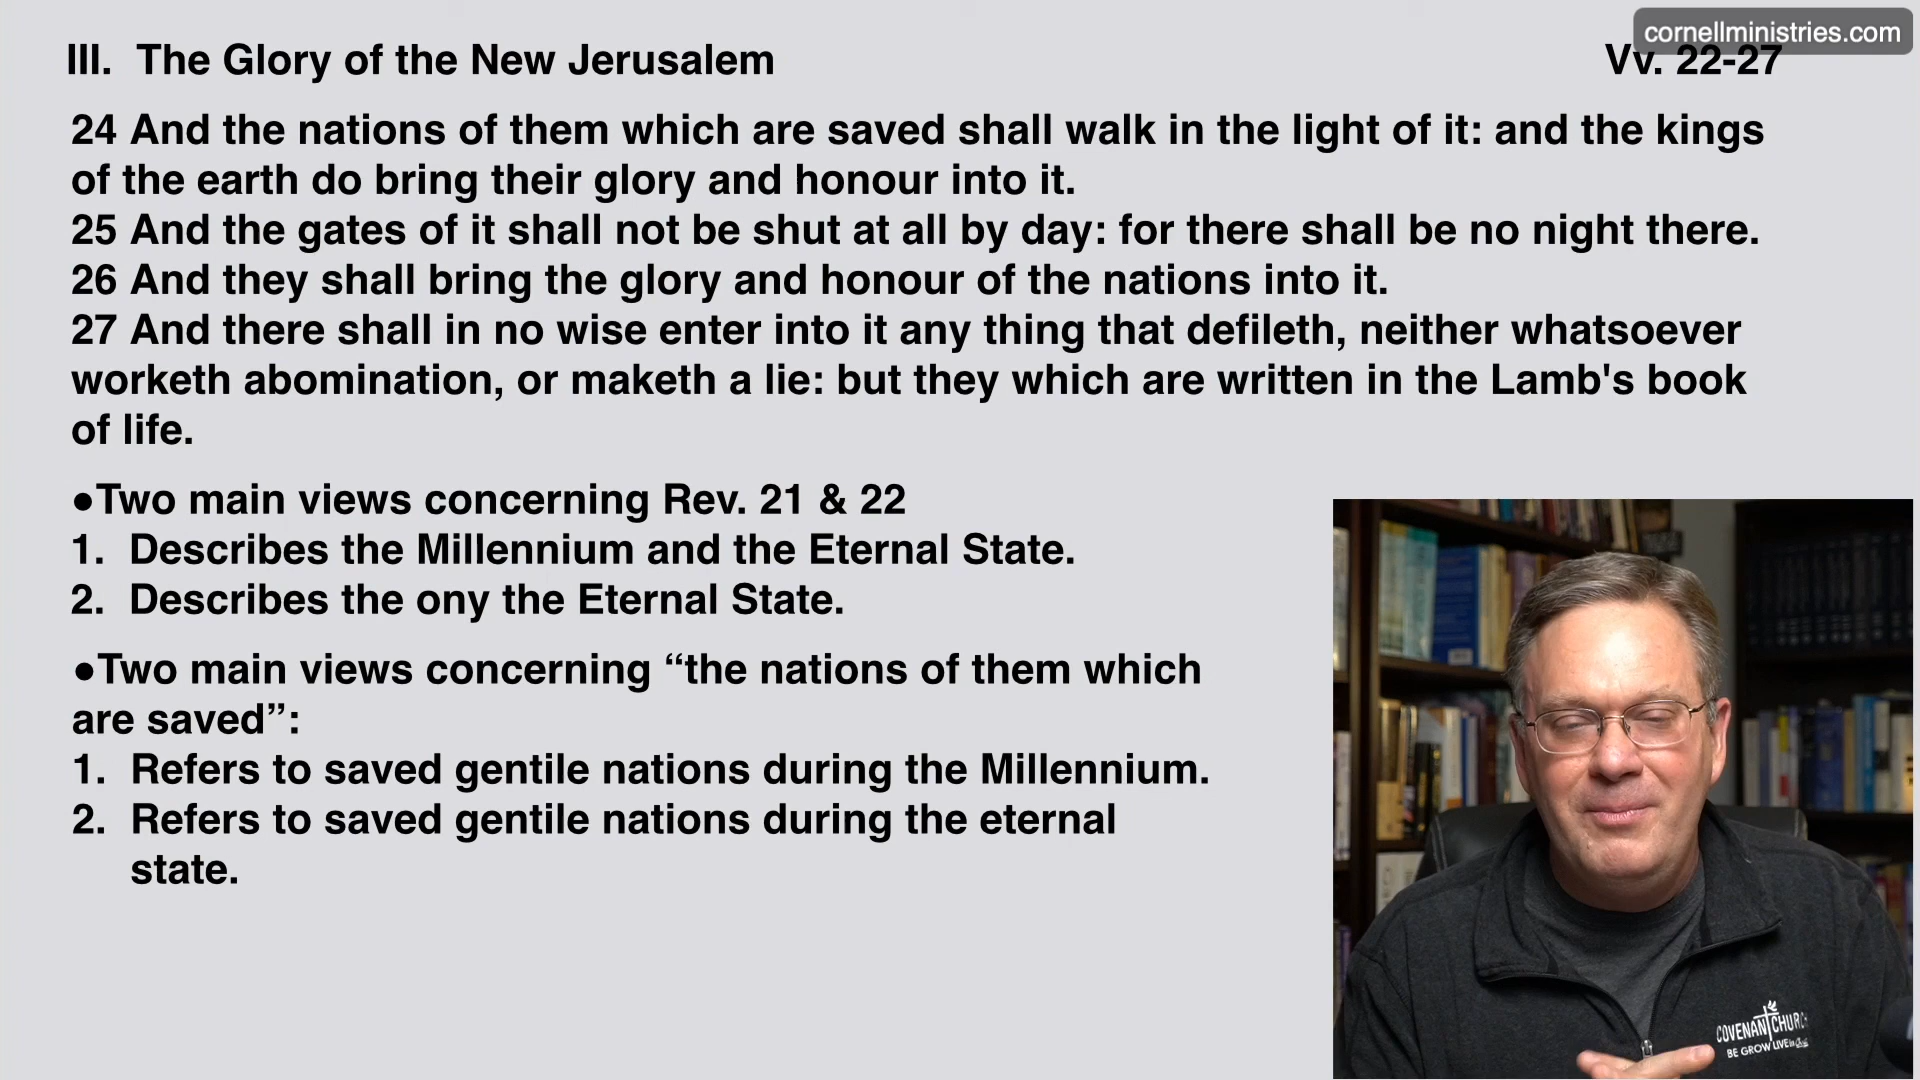 cornellministries.com
III. The Glory of the New Jerusalem Vv. 22-27
24 And the nations of them which are saved shall walk in the light of it: and the kings
of the earth do bring their glory and honour into it.
25 And the gates of it shall not be shut at all by day: for there shall be no night there.
26 And they shall bring the glory and honour of the nations into it.
27 And there shall in no wise enter into it any thing that defileth, neither whatsoever
worketh abomination, or maketh a lie: but they which are written in the Lamb's book
of life.
●Two main views concerning Rev. 21 & 22
1. Describes the Millennium and the Eternal State.
2. Describes the ony the Eternal State.
●Two main views concerning “the nations of them which
are saved”:
1. Refers to saved gentile nations during the Millennium.
2. Refers to saved gentile nations during the eternal
state.
COVENANT CHURCH
BE GROW LIVE